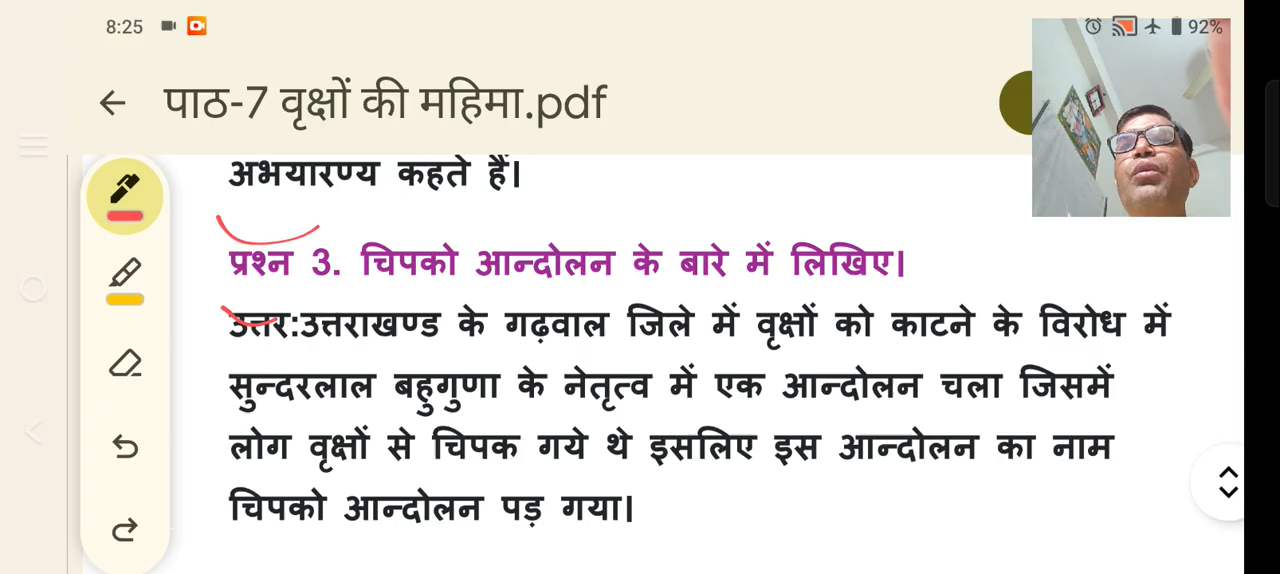 8:25
92%
पाठ-7 वृक्षों की महिमा.pdf
अभयारण्य कहते हैं।
प्रश्न 3. चिपको आन्दोलन के बारे में लिखिए।
उत्तर:उत्तराखण्ड के गढ़वाल जिले में वृक्षों को काटने के विरोध में
सुन्दरलाल बहुगुणा के नेतृत्व में एक आन्दोलन चला जिसमें
लोग वृक्षों से चिपक गये थे इसलिए इस आन्दोलन का नाम
चिपको आन्दोलन पड़ गया।